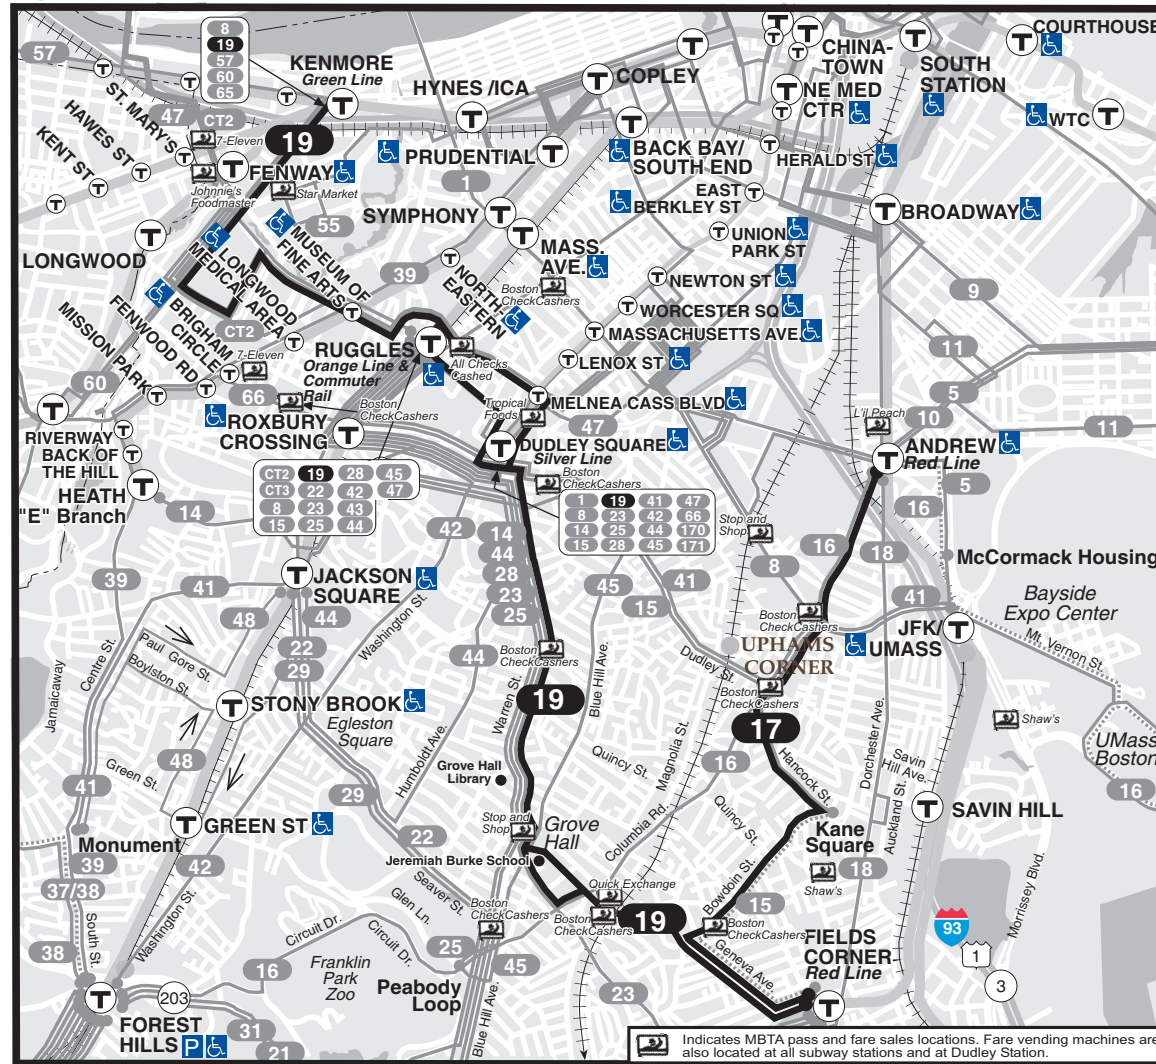 COURTHOUSE
8
19
57
60
65
57
KENMORE
Green Line
CHINA-
TOWN
SOUTH
STATION
HYNES /ICA
COPLEY
NE MED
CTR
WTC
ST. MARY'S
47
CT2
HAWES ST
KENT ST
7-Eleven
19
FENWAY
PRUDENTIAL
BACK BAY/
SOUTH END
HERALD ST
Johnnie's
Foodmaster
Star Market
1
EAST
BERKLEY ST
BROADWAY
55
SYMPHONY
UNION
PARK ST
LONGWOOD
LONGWOOD
MEDICAL AREA
MUSEUM OF
FINE ARTS
39
MASS.
AVE.
NORTH-
EASTERN
Boston
CheckCashers
NEWTON ST
9
WORCESTER SQ
MISSION PARK
FENWOOD RD
BRIGHAM
CIRCLE
CT2
MASSACHUSETTS AVE.
11
RUGGLES
Orange Line &
Commuter
Rail
All Checks
Cashed
LENOX ST
7-Eleven
60
66
5
Boston
CheckCashers
Tropical
Foods
MELNEA CASS BLVD
L'il Peach
10
11
ROXBURY
CROSSING
47
RIVERWAY
BACK OF
THE HILL
DUDLEY SQUARE
Silver Line
ANDREW
Red Line
HEATH
"E" Branch
CT2 19 28 45
CT3 22 42 47
8 23 43
15 25 44
Boston
CheckCashers
1 19 41 47
8 23 42 66
14 25 44 170
15 28 45 171
5
14
16
42
14
44
28
23
25
Stop and
Shop
16
18
McCormack Housing
39
41
JACKSON
SQUARE
45
41
8
Bayside
Expo Center
48
44
Washington St.
15
41
Boston
CheckCashers
JFK/
UMASS
Paul Gore St.
Boylston St.
22
29
44
Boston
CheckCashers
Dudley St.
UPHAMS
CORNER
Mt. Vernon St.
Jamaicaway
Centre St.
Warren St.
Blue Hill Ave.
Boston
CheckCashers
STONY BROOK
Egleston
Square
19
17
Dorchester Ave.
Shaw's
UMass
Boston
Green St.
48
Humboldt Ave.
Grove Hall
Library
Quincy St.
Magnolia St.
16
Hancock St.
Savin
Hill Ave.
16
41
29
Columbia Rd.
Quincy St.
Auckland St.
SAVIN HILL
GREEN ST
22
Stop and
Shop
Grove
Hall
Kane
Square
Monument
39
42
Jeremiah Burke School
18
Shaw's
37/38
Seaver St.
Quick Exchange
Bowdoin St.
15
Morrissey Blvd.
Glen Ln.
Boston
CheckCashers
Boston
CheckCashers
19
Boston
CheckCashers
93
South St.
Washington St.
Circuit Dr.
Circuit Dr.
25
45
Geneva Ave.
FIELDS
CORNER
Red Line
1
38
16
Franklin
Park
Zoo
Peabody
Loop
23
3
203
FOREST
HILLS
P
31
21
Blue Hill Ave.
Indicates MBTA pass and fare sales locations. Fare vending machines are
also located at all subway stations and at Dudley Station.